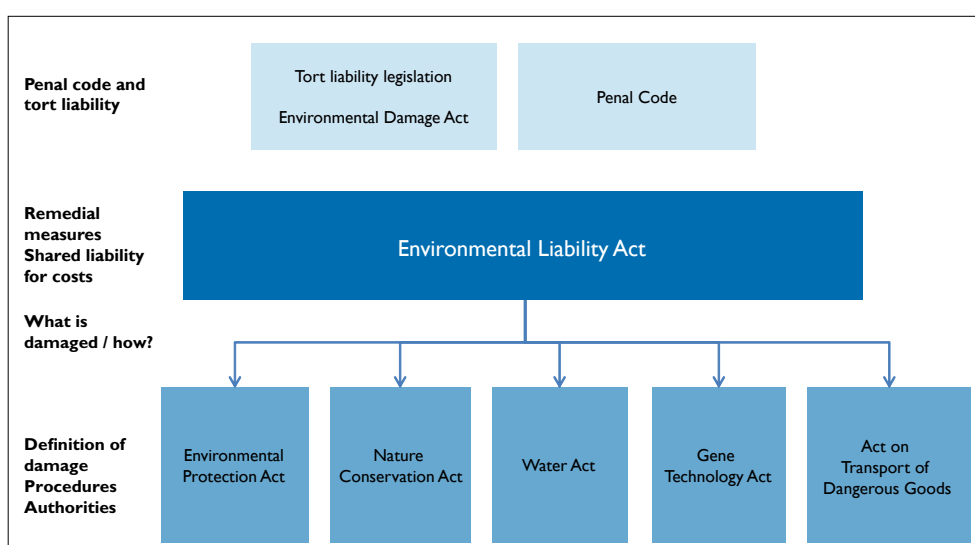 Penal code and
tort liability
Tort liability legislation
Environmental Damage Act
Penal Code
Remedial
measures
Shared liability
for costs
Environmental Liability Act
What is
damaged / how?
Definition of
damage
Procedures
Authorities
Environmental
Protection Act
Nature
Conservation Act
Water Act
Gene
Technology Act
Act on
Transport of
Dangerous Goods